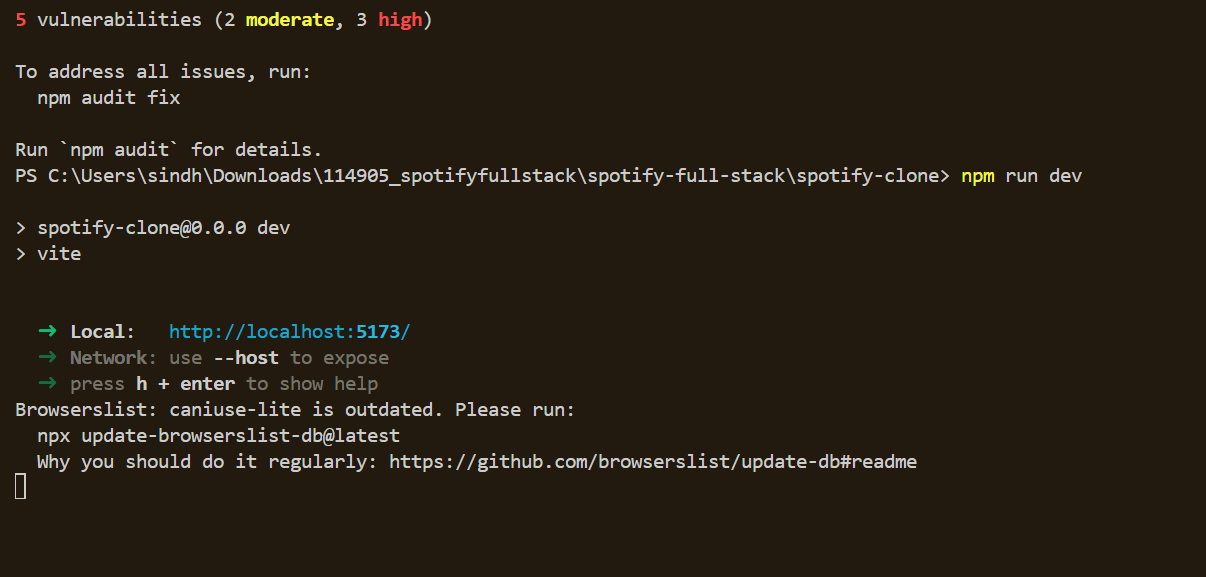 5 vulnerabilities (2 moderate, 3 high)
To address all issues, run:
npm audit fix
Run `npm audit` for details.
PS C:\Users\sindh\Downloads\114905_spotifyfullstack\spotify-full-stack\spotify-clone> npm run dev
> spotify-clone@0.0.0 dev
> vite
➜ Local: http://localhost:5173/
➜ Network: use --host to expose
➜ press h + enter to show help
Browserslist: caniuse-lite is outdated. Please run:
npx update-browserslist-db@latest
Why you should do it regularly: https://github.com/browserslist/update-db#readme